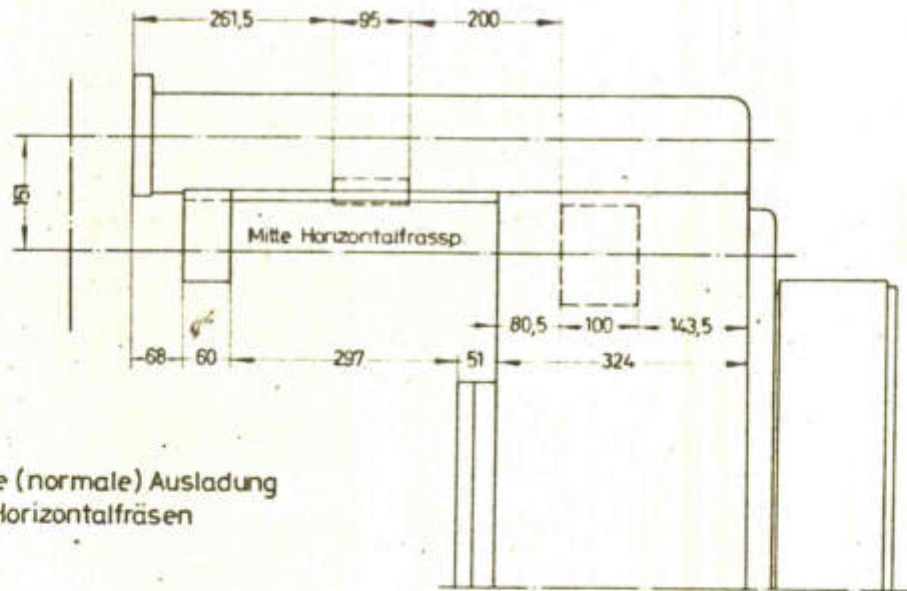 261,5 95 200
151
Mitte Horizontalfrässp.
80,5 100 143,5
68 60 297 51 324
e (normale) Ausladung
Horizontalfräsen